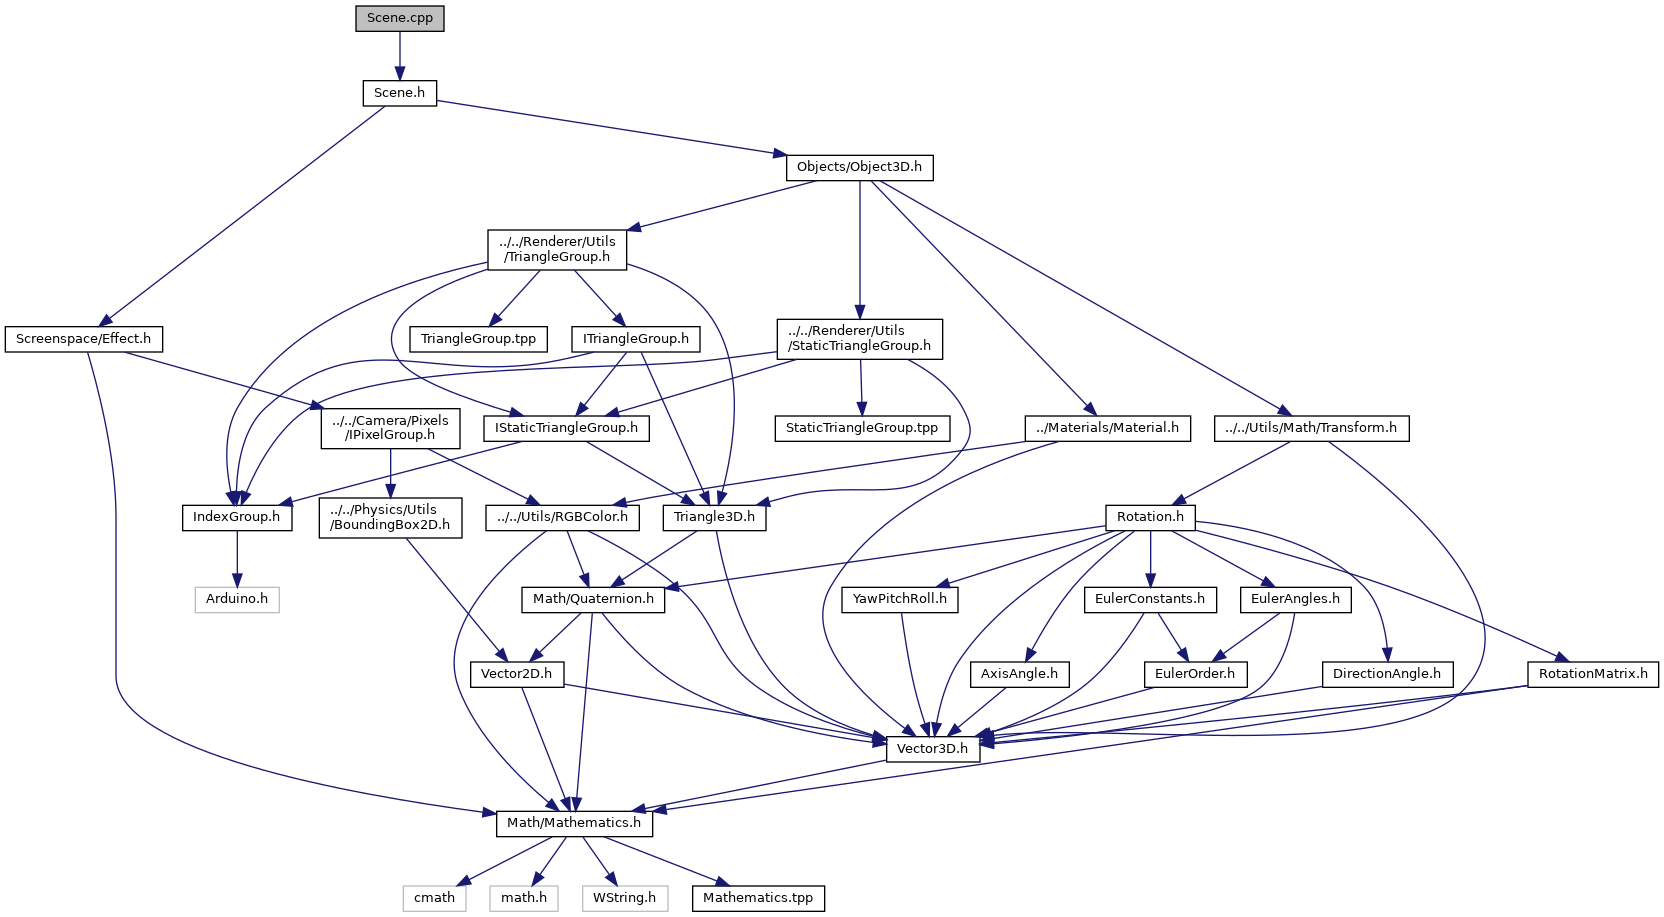 Scene.cpp
Scene.h
Objects/Object3D.h
../../Renderer/Utils
/TriangleGroup.h
Screenspace/Effect.h
TriangleGroup.tpp
ITriangleGroup.h
../../Renderer/Utils
/StaticTriangleGroup.h
../../Camera/Pixels
/IPixelGroup.h
IStaticTriangleGroup.h
StaticTriangleGroup.tpp
../Materials/Material.h
../../Utils/Math/Transform.h
IndexGroup.h
../../Physics/Utils
/BoundingBox2D.h
../../Utils/RGBColor.h
Triangle3D.h
Rotation.h
Arduino.h
Math/Quaternion.h
YawPitchRoll.h
EulerConstants.h
EulerAngles.h
Vector2D.h
AxisAngle.h
EulerOrder.h
DirectionAngle.h
RotationMatrix.h
Vector3D.h
Math/Mathematics.h
cmath
math.h
WString.h
Mathematics.tpp